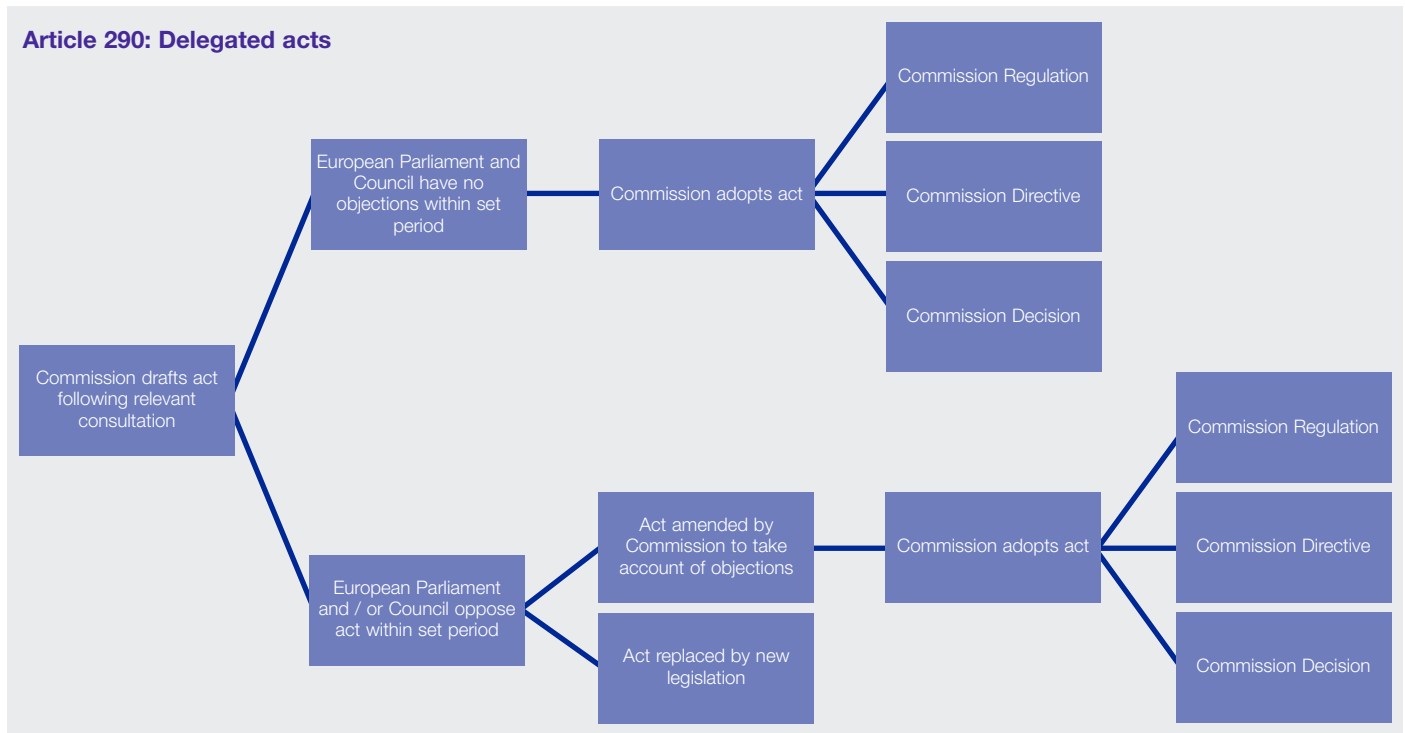 Article 290: Delegated acts
Commission drafts act
following relevant
consultation
European Parliament and
Council have no
objections within set
period
Commission adopts act
Commission Regulation
Commission Directive
Commission Decision
European Parliament
and / or Council oppose
act within set period
Act amended by
Commission to take
account of objections
Commission adopts act
Commission Regulation
Commission Directive
Commission Decision
Act replaced by new
legislation